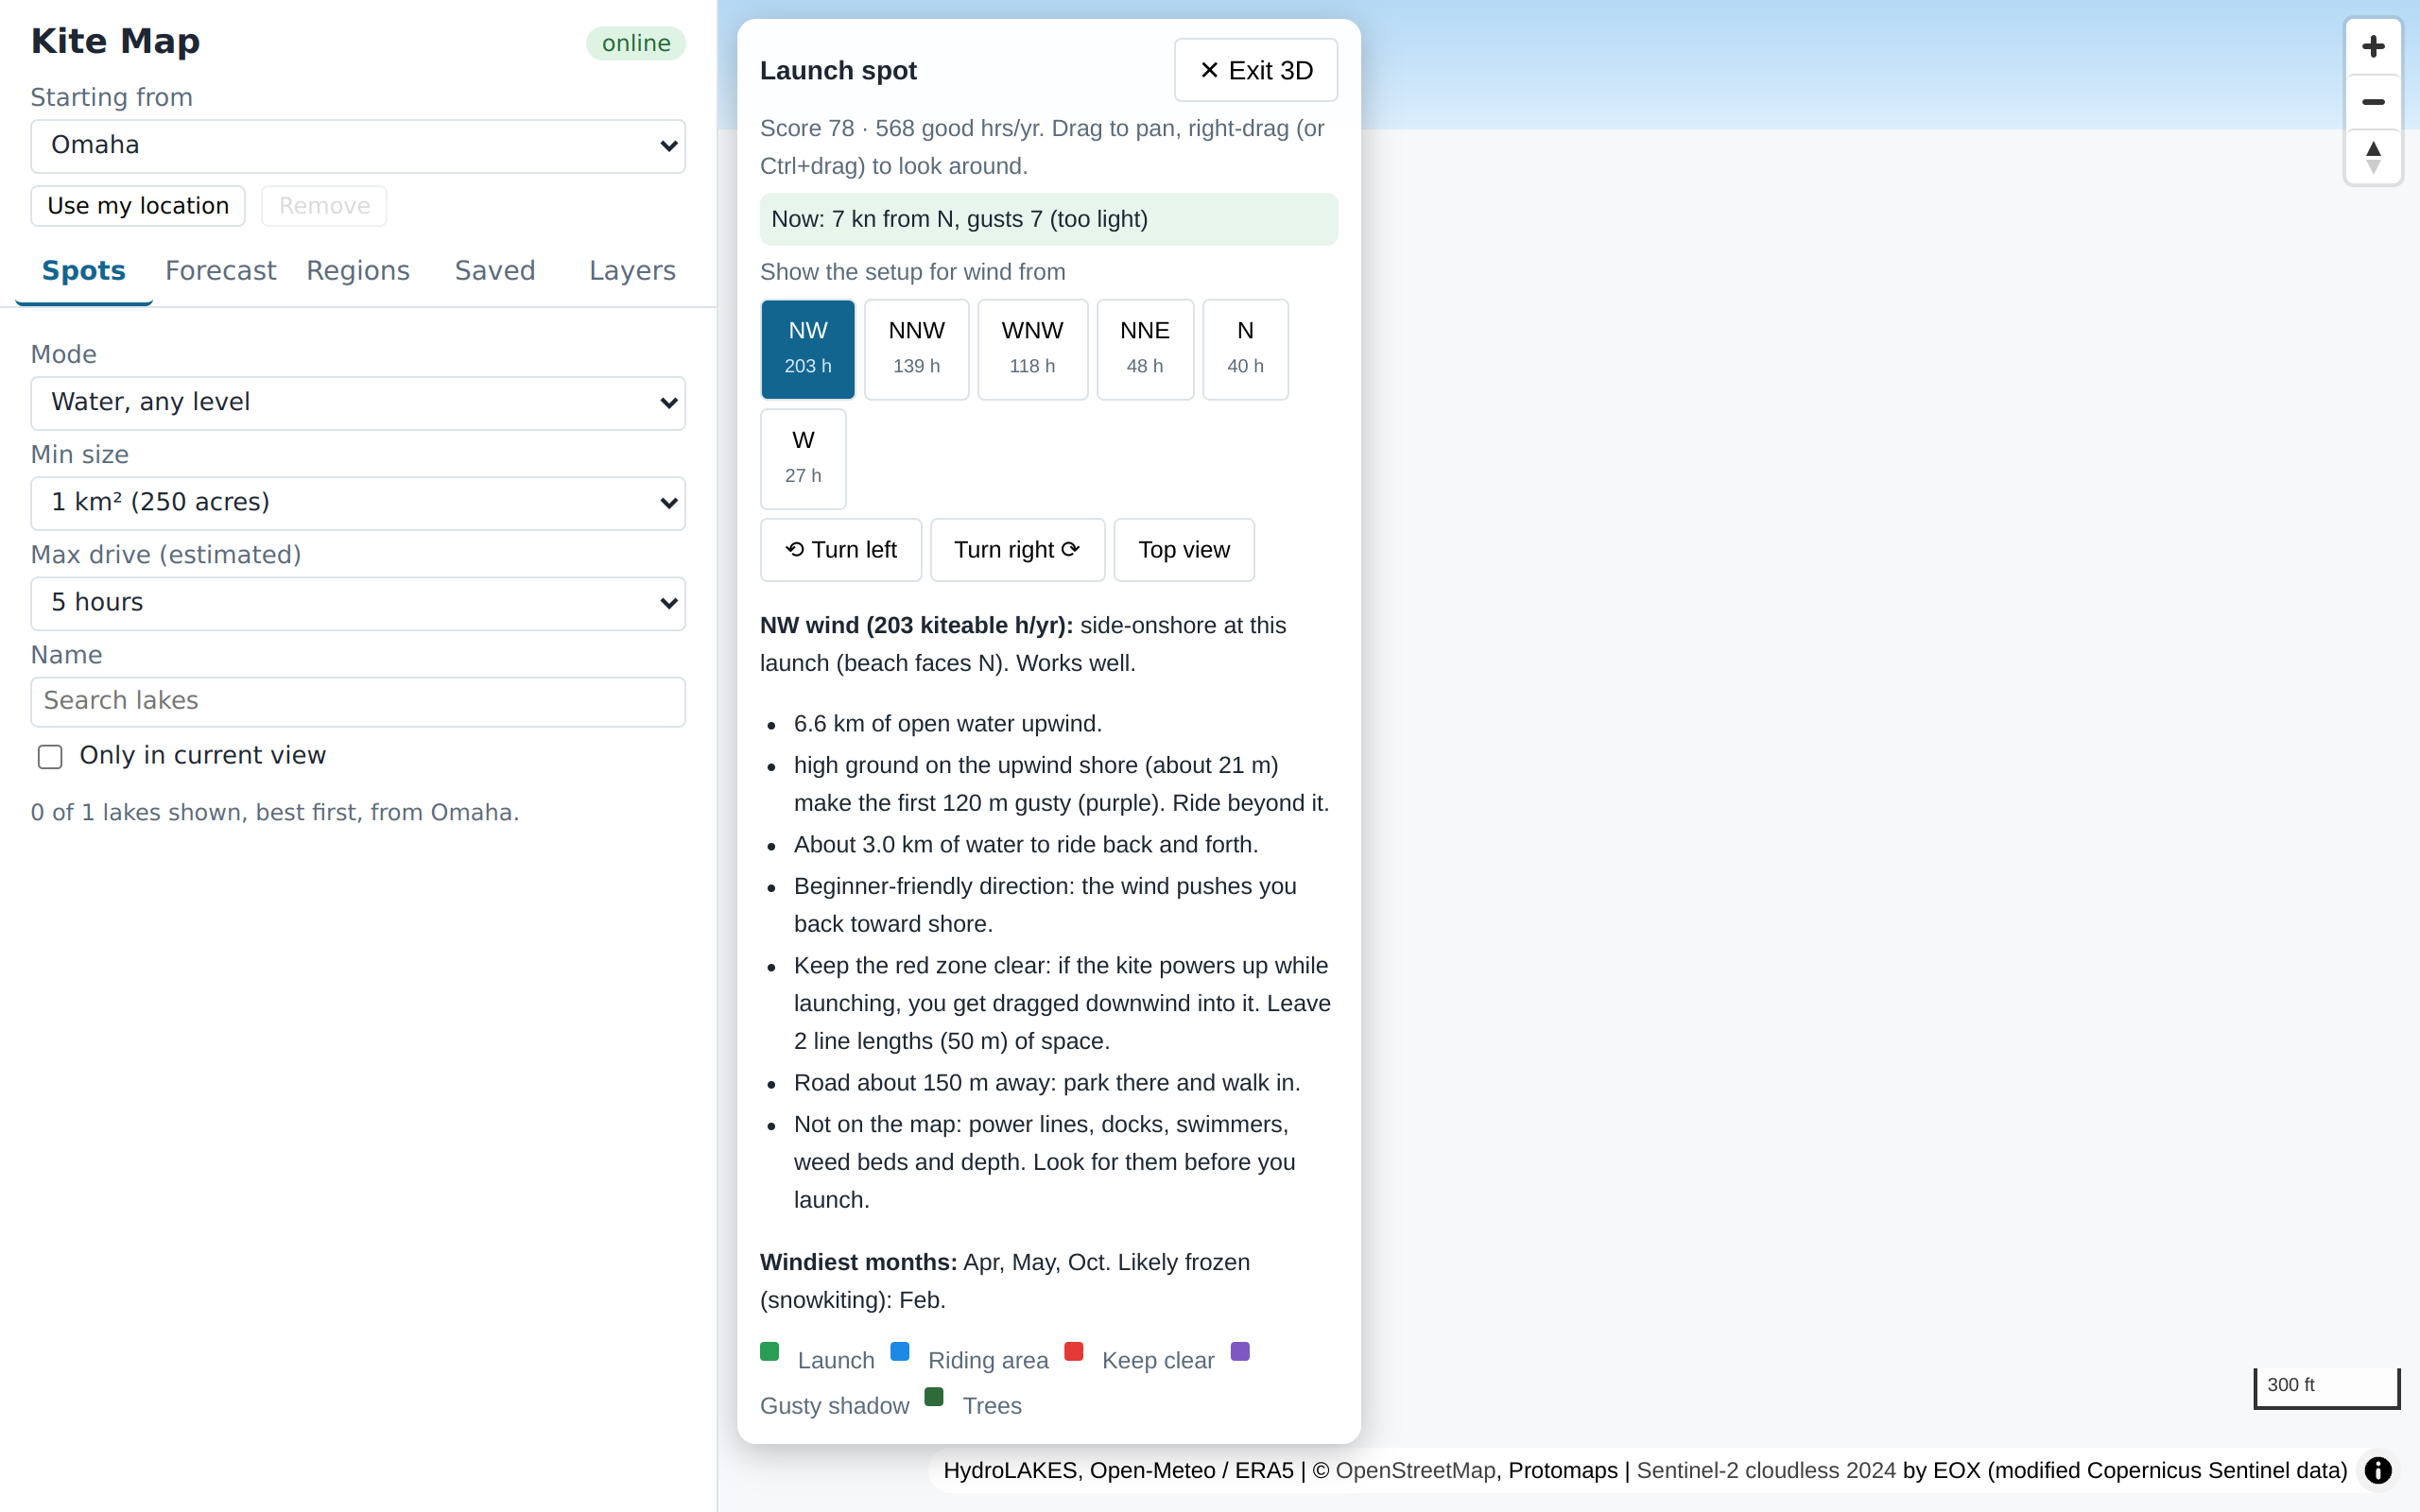 Kite Map
online
Starting from
Omaha
Use my location
Remove
Spots
Forecast
Regions
Saved
Layers
Mode
Water, any level
Min size
1 km² (250 acres)
Max drive (estimated)
5 hours
Name
Search lakes
Only in current view
0 of 1 lakes shown, best first, from Omaha.
Launch spot
✕ Exit 3D
Score 78 · 568 good hrs/yr. Drag to pan, right-drag (or
Ctrl+drag) to look around.
Now: 7 kn from N, gusts 7 (too light)
Show the setup for wind from
NW
203 h
NNW
139 h
WNW
118 h
NNE
48 h
N
40 h
W
27 h
⟲ Turn left
Turn right ⟳
Top view
NW wind (203 kiteable h/yr): side-onshore at this
launch (beach faces N). Works well.
• 6.6 km of open water upwind.
• high ground on the upwind shore (about 21 m)
make the first 120 m gusty (purple). Ride beyond it.
• About 3.0 km of water to ride back and forth.
• Beginner-friendly direction: the wind pushes you
back toward shore.
• Keep the red zone clear: if the kite powers up while
launching, you get dragged downwind into it. Leave
2 line lengths (50 m) of space.
• Road about 150 m away: park there and walk in.
• Not on the map: power lines, docks, swimmers,
weed beds and depth. Look for them before you
launch.
Windiest months: Apr, May, Oct. Likely frozen
(snowkiting): Feb.
Launch Riding area Keep clear
Gusty shadow Trees
300 ft
HydroLAKES, Open-Meteo / ERA5 | © OpenStreetMap, Protomaps | Sentinel-2 cloudless 2024 by EOX (modified Copernicus Sentinel data)